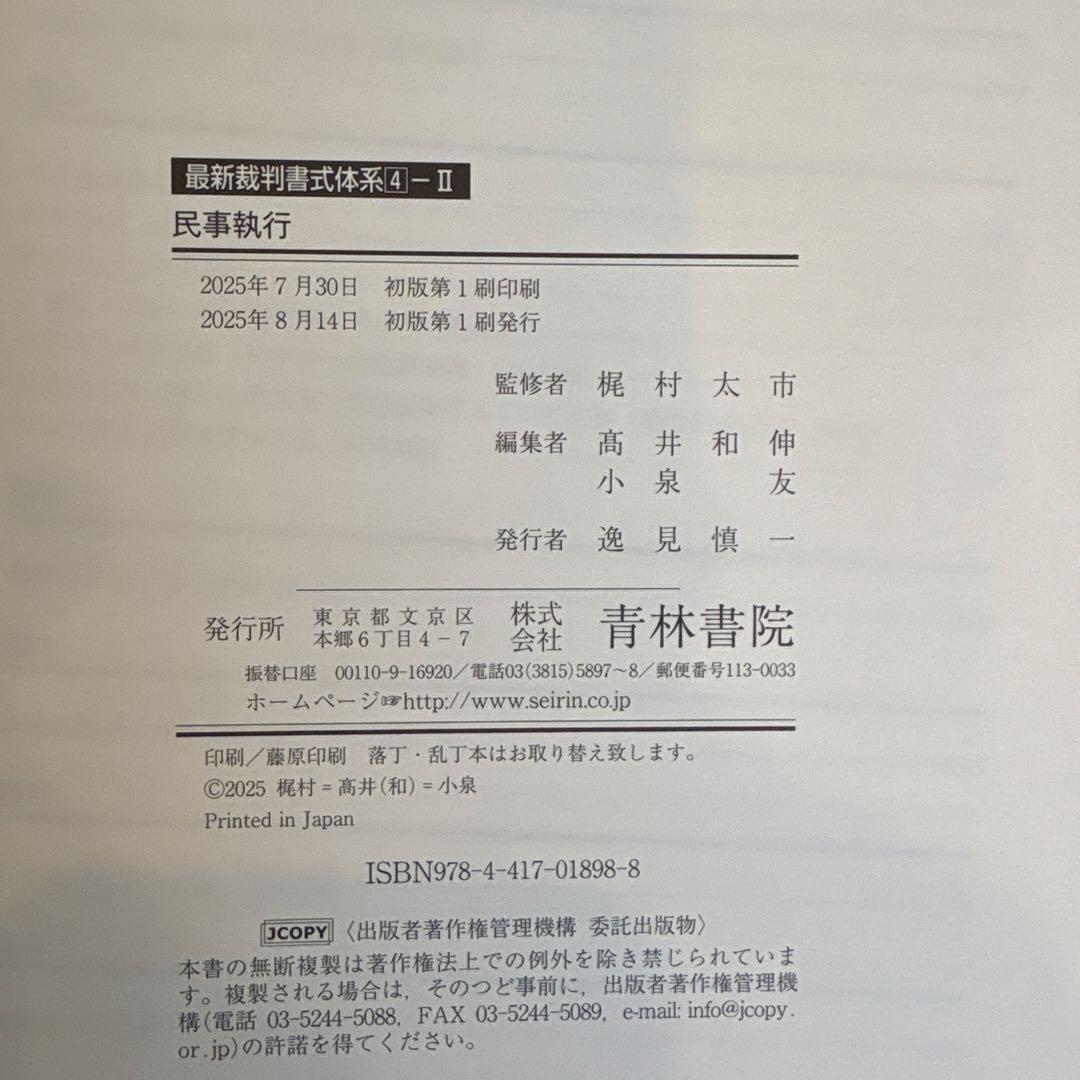 最新裁判書式体系4－Ⅱ
民事執行
2025年7月30日　初版第1刷印刷
2025年8月14日　初版第1刷発行
監修者　梶　村　太　市
編集者　髙　井　和　伸
小　泉　　　友
発行者　逸　見　慎　一
発行所　東京都文京区本郷6丁目4－7　株式会社　青林書院
振替口座　00110-9-16920／電話03(3815)5897〜8／郵便番号113-0033
ホームページ☞http://www.seirin.co.jp
印刷／藤原印刷　落丁・乱丁本はお取り替え致します。
Ⓒ2025 梶村＝髙井(和)＝小泉
Printed in Japan
ISBN978-4-417-01898-8
JCOPY〈出版者著作権管理機構 委託出版物〉
本書の無断複製は著作権法上での例外を除き禁じられていま
す。複製される場合は，そのつど事前に，出版者著作権管理機
構(電話 03-5244-5088，FAX 03-5244-5089，e-mail: info@jcopy.
or.jp)の許諾を得てください。